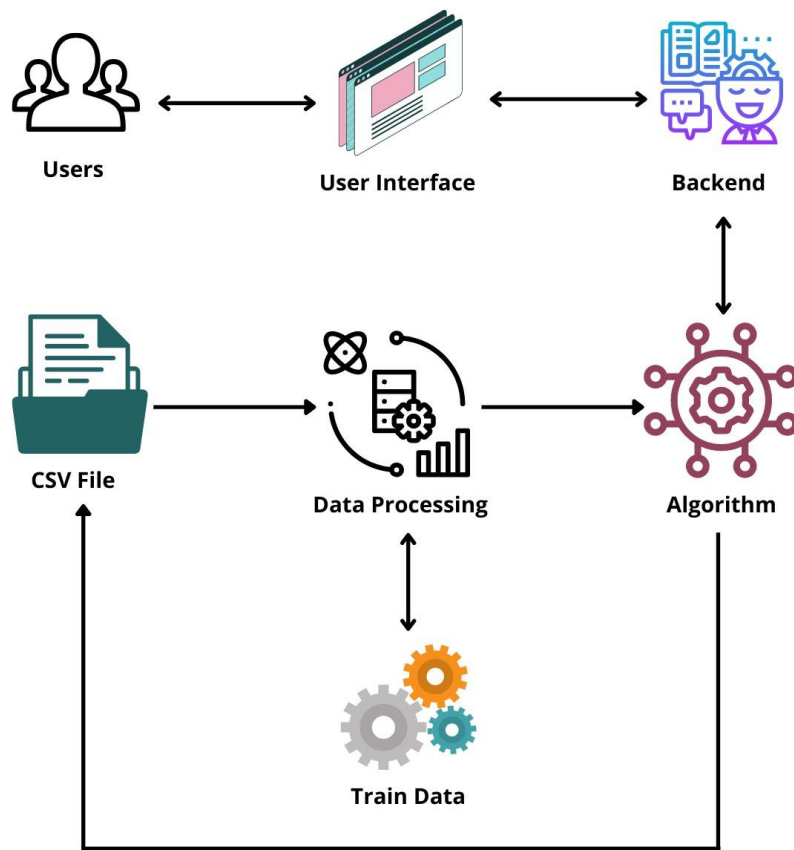 Users
User Interface
Backend
CSV File
Data Processing
Algorithm
Train Data